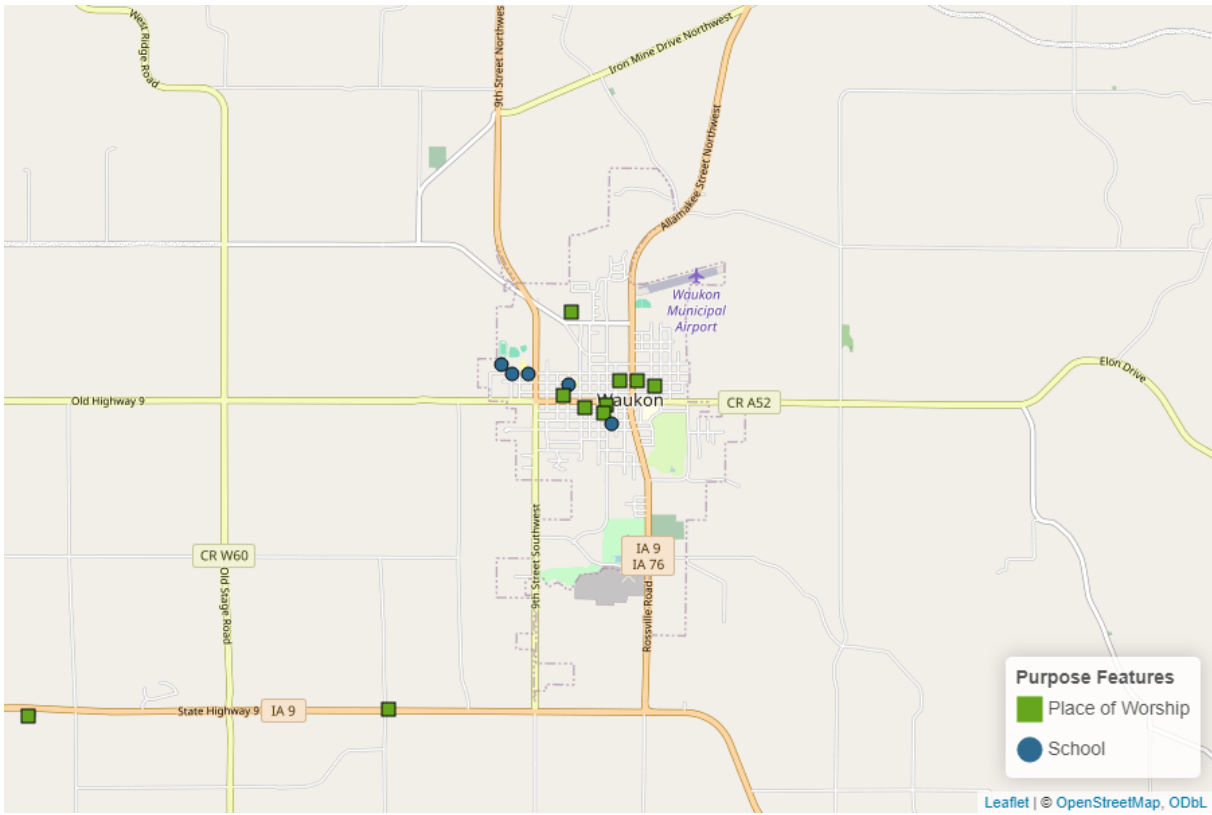 West Ridge Road
9th Street Northwest
Iron Mine Drive Northwest
Allamakee Street Northwest
Waukon
Municipal
Airport
Elon Drive
Old Highway 9
Waukon
CR A52
CR W60
Old Stage Road
9th Street Southwest
IA 9
IA 76
Rossville Road
State Highway 9
IA 9
Purpose Features
Place of Worship
School
Leaflet | © OpenStreetMap, ODbL